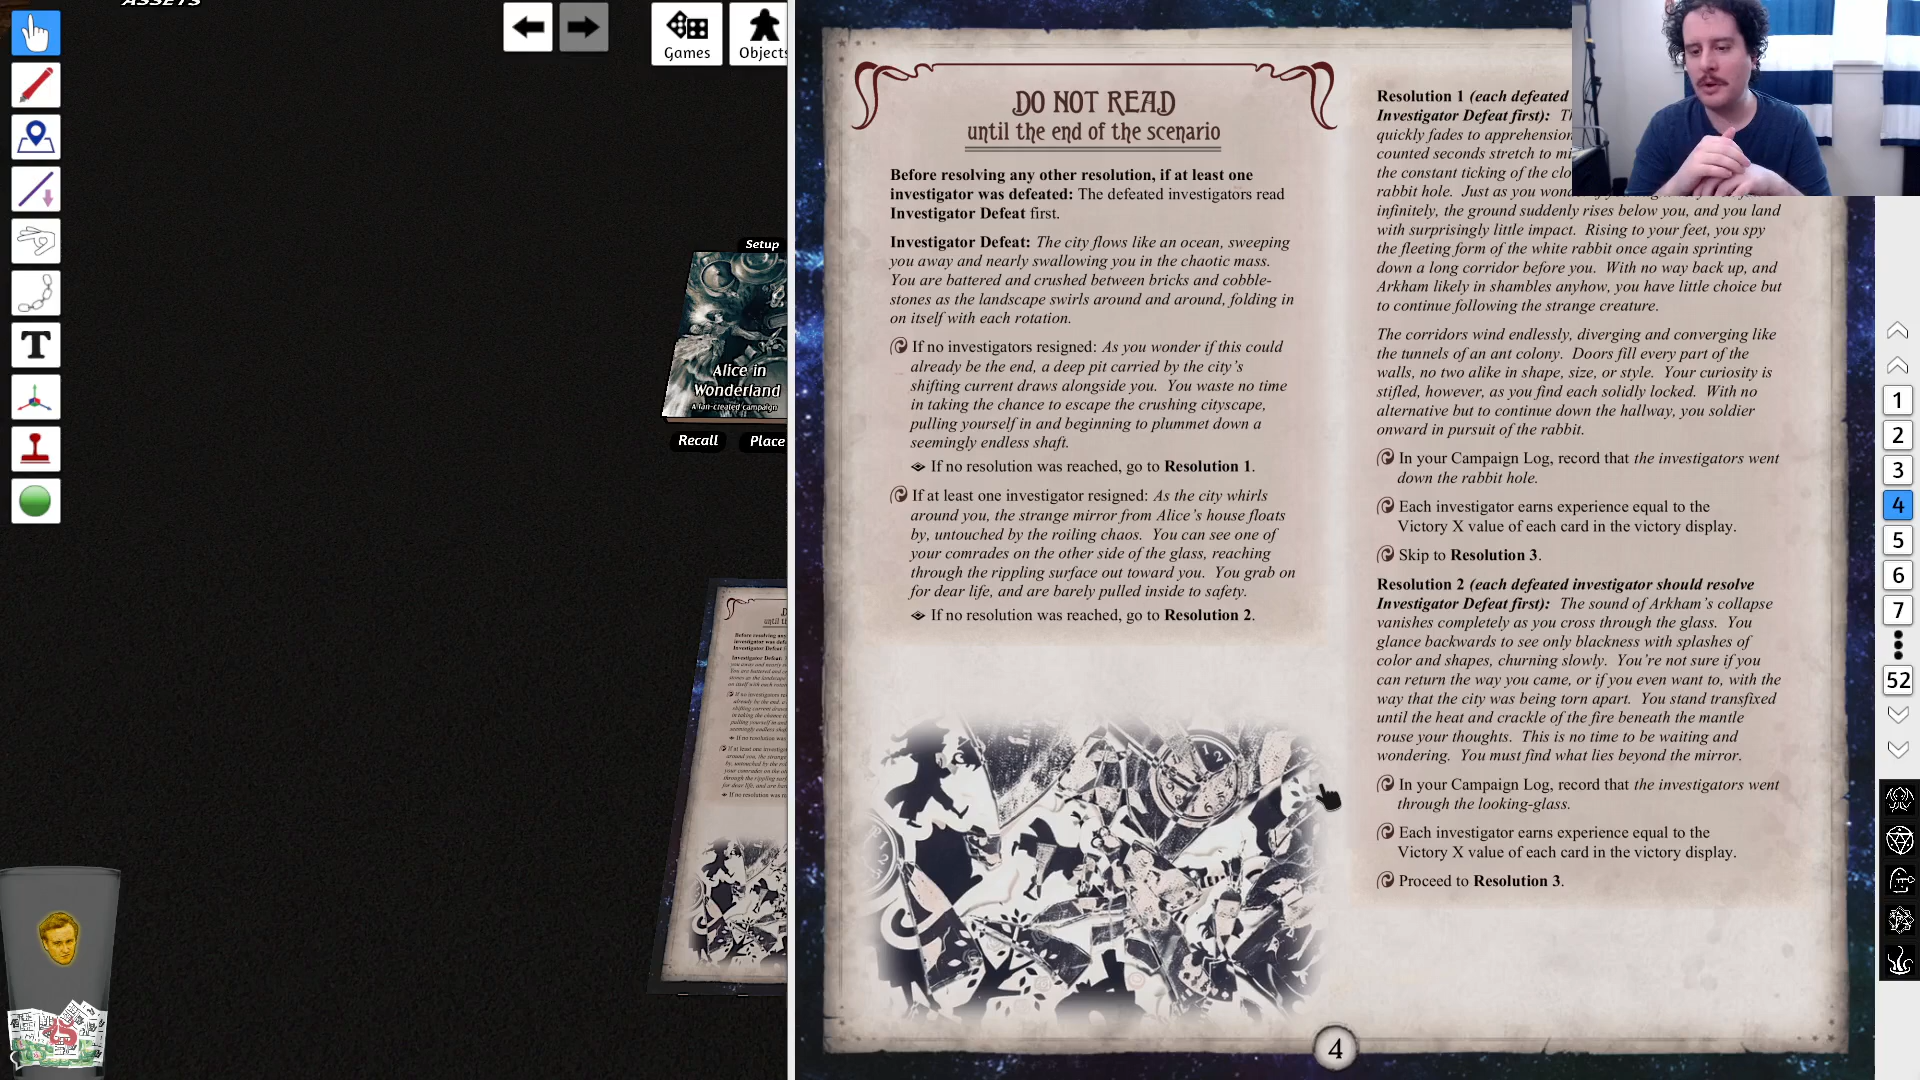 ASSETS
Games
Objects
Setup
Alice in
Wonderland
A fan-created campaign
Recall
Place
DO NOT READ
until the end of the scenario
Before resolving any other resolution, if at least one
investigator was defeated: The defeated investigators read
Investigator Defeat first.
Investigator Defeat: The city flows like an ocean, sweeping
you away and nearly swallowing you in the chaotic mass.
You are battered and crushed between bricks and cobble-
stones as the landscape swirls around and around, folding in
on itself with each rotation.
If no investigators resigned: As you wonder if this could
already be the end, a deep pit carried by the city's
shifting current draws alongside you. You waste no time
in taking the chance to escape the crushing cityscape,
pulling yourself in and beginning to plummet down a
seemingly endless shaft.
If no resolution was reached, go to Resolution 1.
If at least one investigator resigned: As the city whirls
around you, the strange mirror from Alice's house floats
by, untouched by the roiling chaos. You can see one of
your comrades on the other side of the glass, reaching
through the rippling surface out toward you. You grab on
for dear life, and are barely pulled inside to safety.
If no resolution was reached, go to Resolution 2.
Resolution 1 (each defeated
Investigator Defeat first):
quickly fades to apprehension
counted seconds stretch to
the constant ticking of the
rabbit hole. Just as you
infinitely, the ground suddenly rises below you, and you land
with surprisingly little impact. Rising to your feet, you spy
the fleeting form of the white rabbit once again sprinting
down a long corridor before you. With no way back up, and
Arkham likely in shambles anyhow, you have little choice but
to continue following the strange creature.
The corridors wind endlessly, diverging and converging like
the tunnels of an ant colony. Doors fill every part of the
walls, no two alike in shape, size, or style. Your curiosity is
stifled, however, as you find each solidly locked. With no
alternative but to continue down the hallway, you soldier
onward in pursuit of the rabbit.
In your Campaign Log, record that the investigators went
down the rabbit hole.
Each investigator earns experience equal to the
Victory X value of each card in the victory display.
Skip to Resolution 3.
Resolution 2 (each defeated investigator should resolve
Investigator Defeat first): The sound of Arkham's collapse
vanishes completely as you cross through the glass. You
glance backwards to see only blackness with splashes of
color and shapes, churning slowly. You're not sure if you
can return the way you came, or if you even want to, with the
way that the city was being torn apart. You stand transfixed
until the heat and crackle of the fire beneath the mantle
rouse your thoughts. This is no time to be waiting and
wondering. You must find what lies beyond the mirror.
In your Campaign Log, record that the investigators went
through the looking-glass.
Each investigator earns experience equal to the
Victory X value of each card in the victory display.
Proceed to Resolution 3.
4
1
2
3
4
5
6
7
52